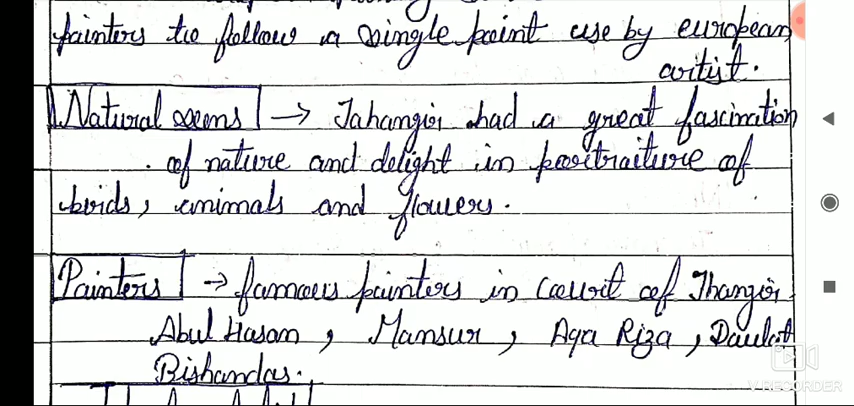 painters to follow a single point use by european
artist.
Natural scens → Jahangir had a great fascination
of nature and delight in portraiture of
birds, animals and flowers.
Painters → famous painters in court of Jhangir
Abul Hasan, Mansur, Aqa Riza, Daulat
Bishandas.
V RECORDER